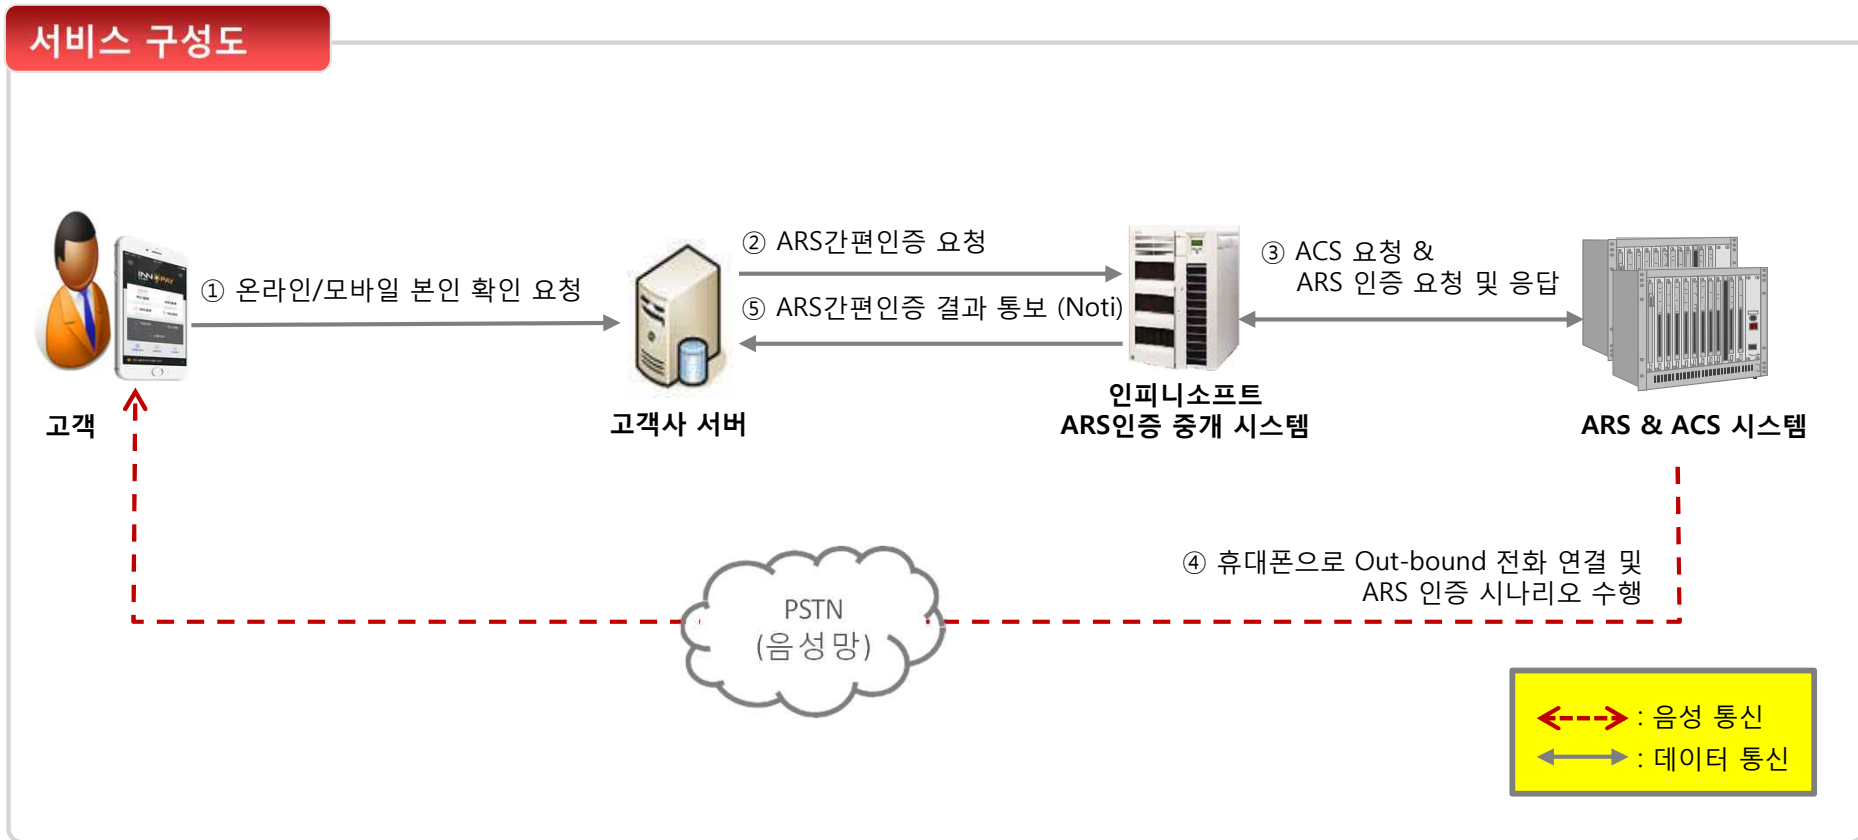 서비스 구성도
INNOPAY
① 온라인/모바일 본인 확인 요청
② ARS간편인증 요청
⑤ ARS간편인증 결과 통보 (Noti)
③ ACS 요청 &
ARS 인증 요청 및 응답
고객
고객사 서버
인피니소프트
ARS인증 중개 시스템
ARS & ACS 시스템
④ 휴대폰으로 Out-bound 전화 연결 및
ARS 인증 시나리오 수행
PSTN
(음성망)
: 음성 통신
: 데이터 통신